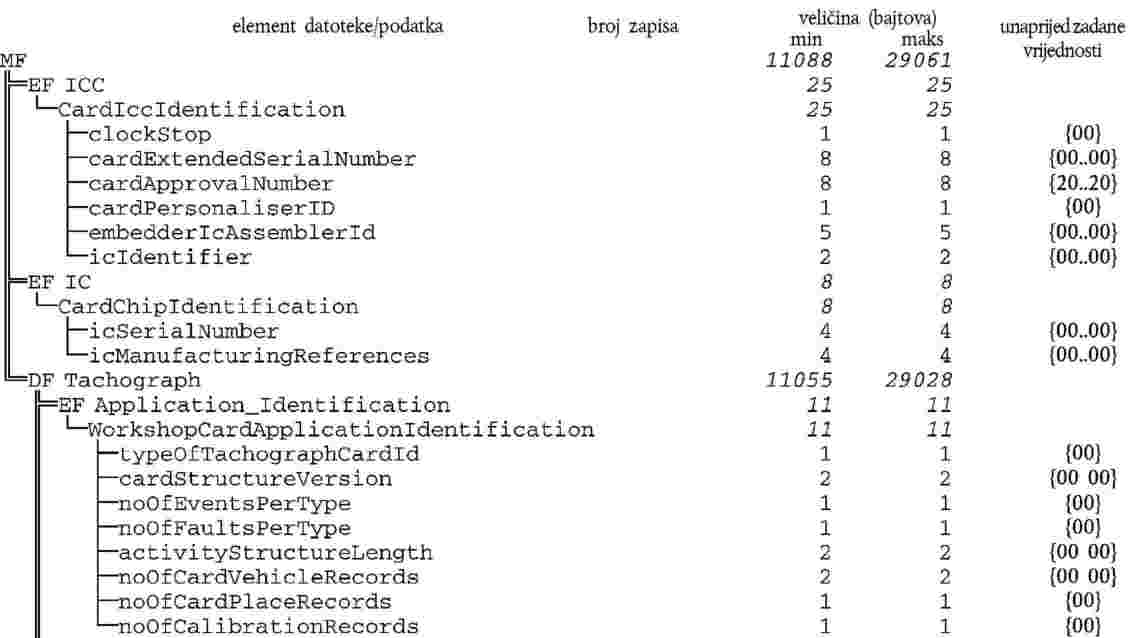 element datoteke/podatka broj zapisa veličina (bajtova) unaprijed zadane
min maks vrijednosti
MF 11088 29061
EF ICC 25 25
CardIccIdentification 25 25
clockStop 1 1 {00}
cardExtendedSerialNumber 8 8 {00..00}
cardApprovalNumber 8 8 {20..20}
cardPersonaliserID 1 1 {00}
embedderIcAssemblerId 5 5 {00..00}
icIdentifier 2 2 {00..00}
EF IC 8 8
CardChipIdentification 8 8
icSerialNumber 4 4 {00..00}
icManufacturingReferences 4 4 {00..00}
DF Tachograph 11055 29028
EF Application_Identification 11 11
WorkshopCardApplicationIdentification 11 11
typeOfTachographCardId 1 1 {00}
cardStructureVersion 2 2 {00 00}
noOfEventsPerType 1 1 {00}
noOfFaultsPerType 1 1 {00}
activityStructureLength 2 2 {00 00}
noOfCardVehicleRecords 2 2 {00 00}
noOfCardPlaceRecords 1 1 {00}
noOfCalibrationRecords 1 1 {00}